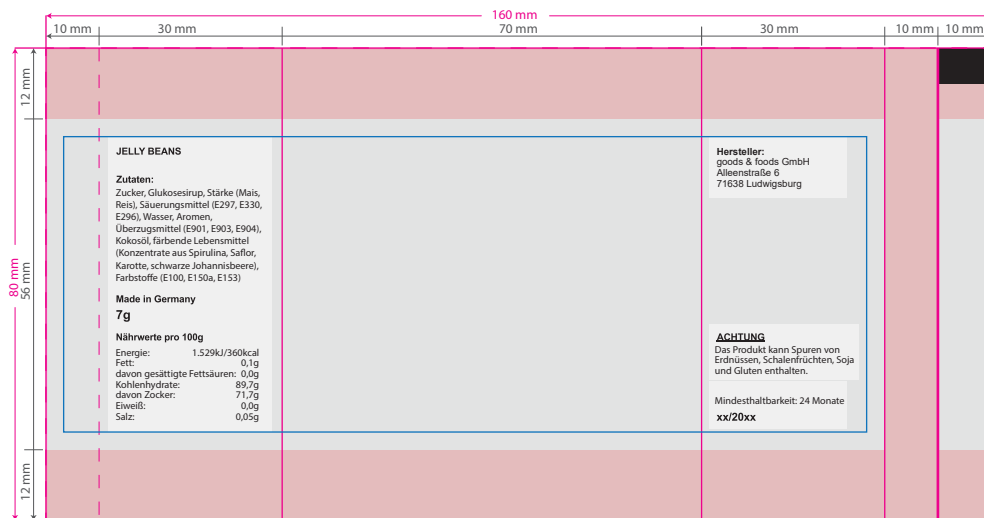 160 mm
10 mm
30 mm
70 mm
30 mm
10 mm
10 mm
12 mm
80 mm
56 mm
12 mm
JELLY BEANS
Zutaten:
Zucker, Glukosesirup, Stärke (Mais,
Reis), Säuerungsmittel (E297, E330,
E296), Wasser, Aromen,
Überzugsmittel (E901, E903, E904),
Kokosöl, färbende Lebensmittel
(Konzentrate aus Spirulina, Saflor,
Karotte, schwarze Johannisbeere),
Farbstoffe (E100, E150a, E153)
Made in Germany
7g
Nährwerte pro 100g
Energie: 1.529kJ/360kcal
Fett: 0,1g
davon gesättigte Fettsäuren: 0,0g
Kohlenhydrate: 89,7g
davon Zocker: 71,7g
Eiweiß: 0,0g
Salz: 0,05g
Hersteller:
goods & foods GmbH
Alleenstraße 6
71638 Ludwigsburg
ACHTUNG
Das Produkt kann Spuren von
Erdnüssen, Schalenfrüchten, Soja
und Gluten enthalten.
Mindesthaltbarkeit: 24 Monate
xx/20xx